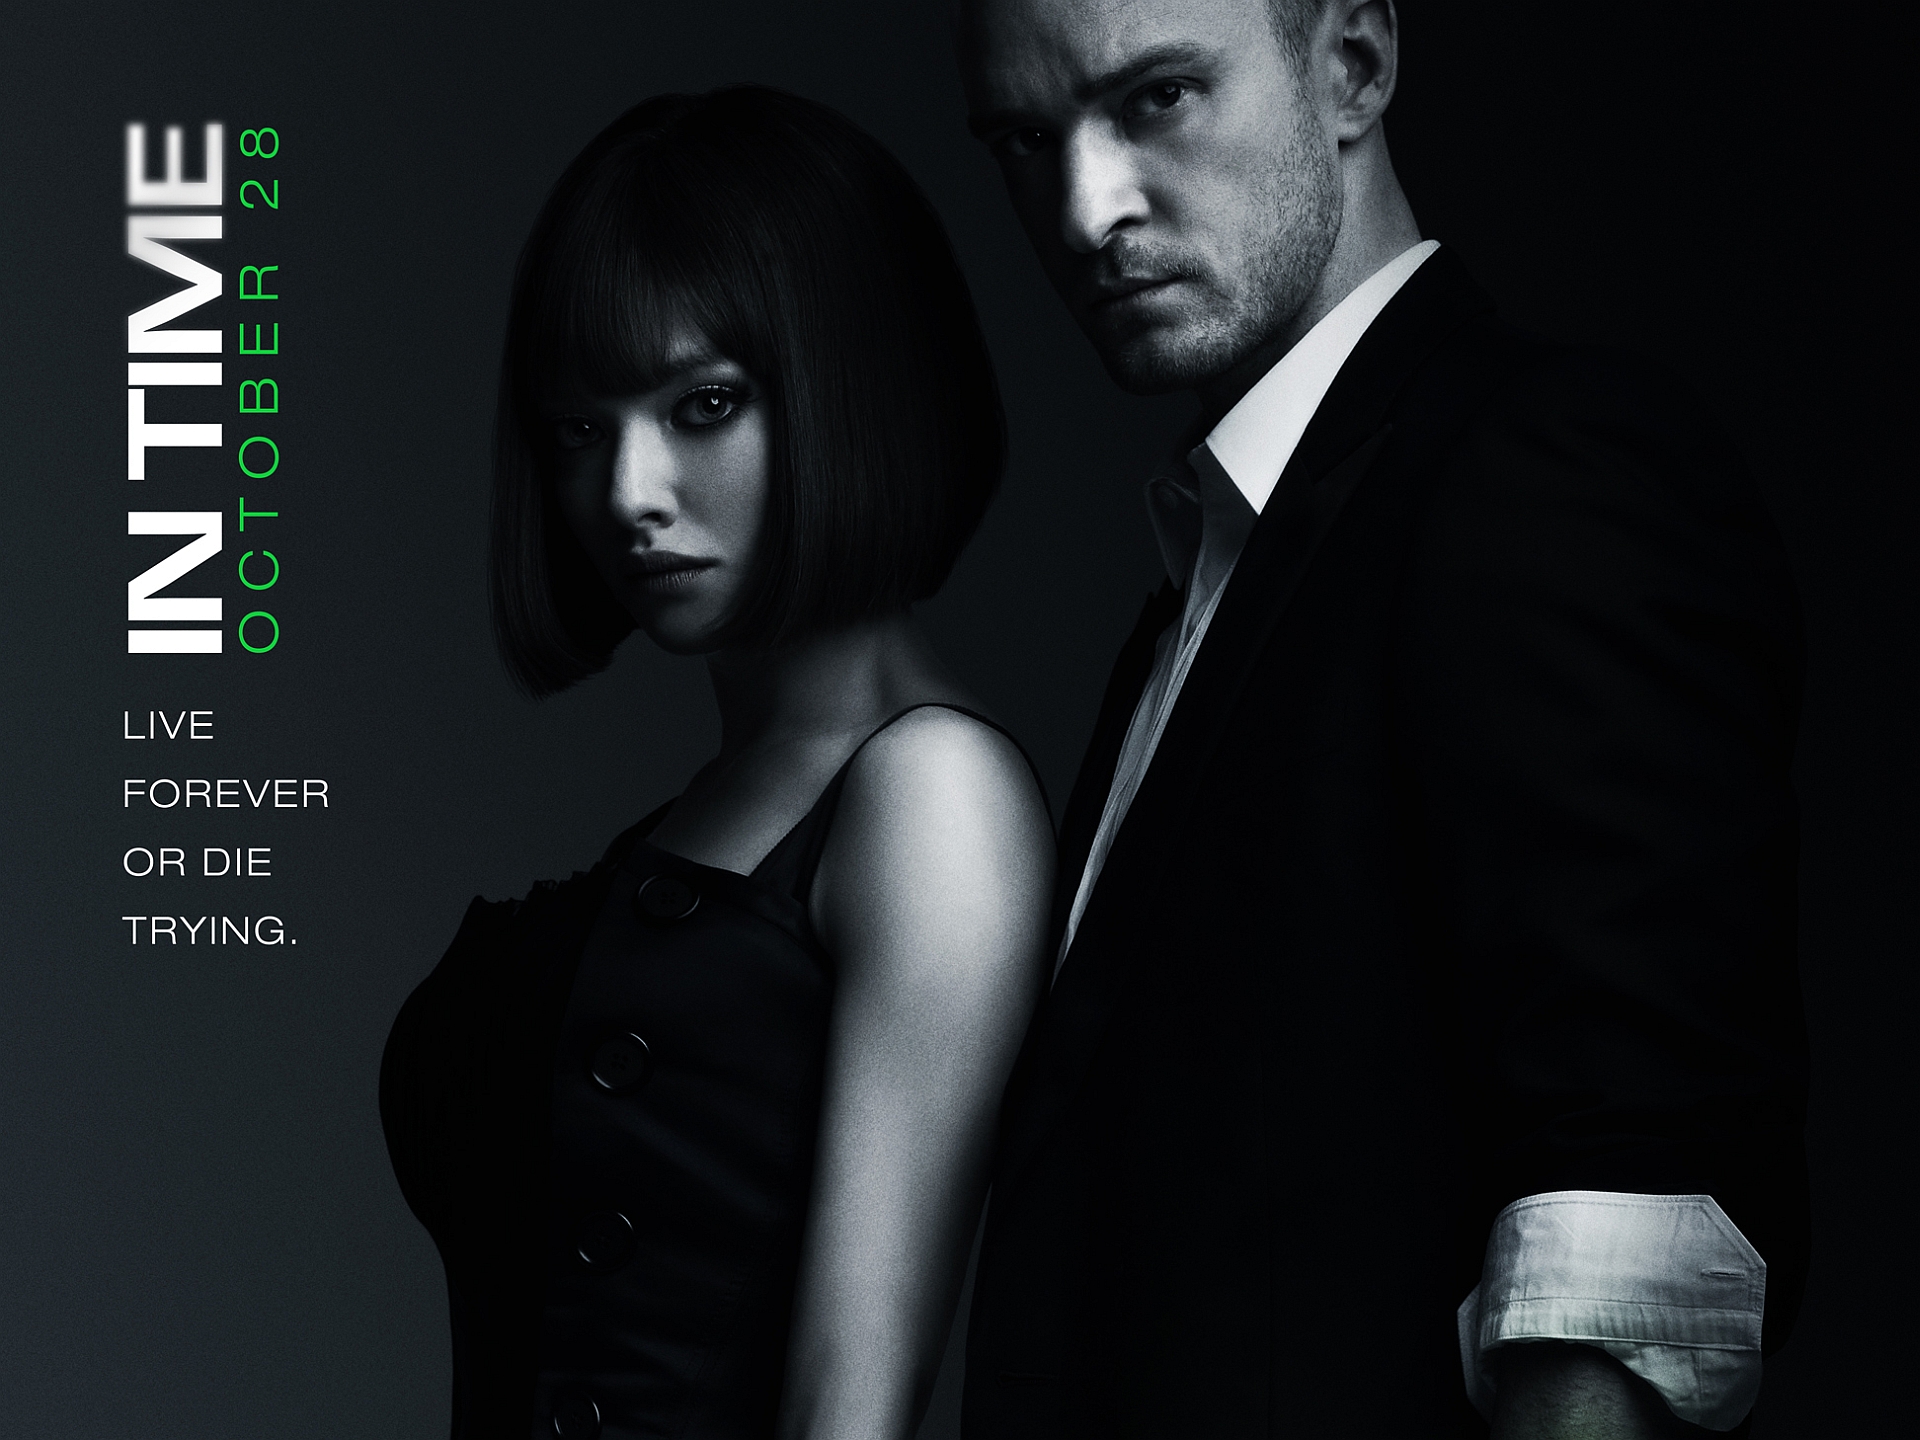 IN TIME
OCTOBER 28
LIVE
FOREVER
OR DIE
TRYING.